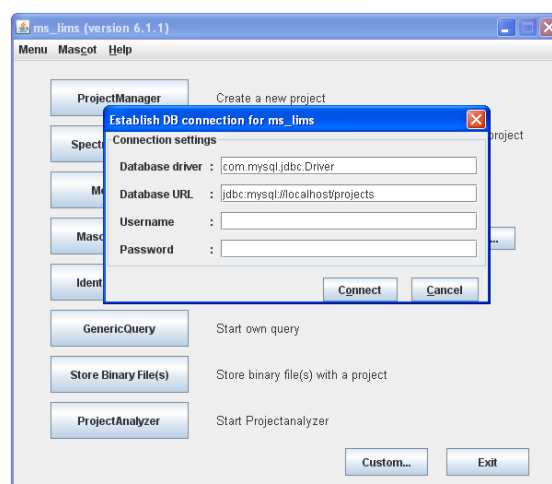 ms_lims (version 6.1.1)
Menu Mascot Help
ProjectManager Create a new project
Establish DB connection for ms_lims
project
Connection settings
Database driver : com.mysql.jdbc.Driver
Database URL : jdbc:mysql://localhost/projects
Username :
Password :
...
Connect Cancel
GenericQuery Start own query
Store Binary File(s) Store binary file(s) with a project
ProjectAnalyzer Start Projectanalyzer
Custom... Exit